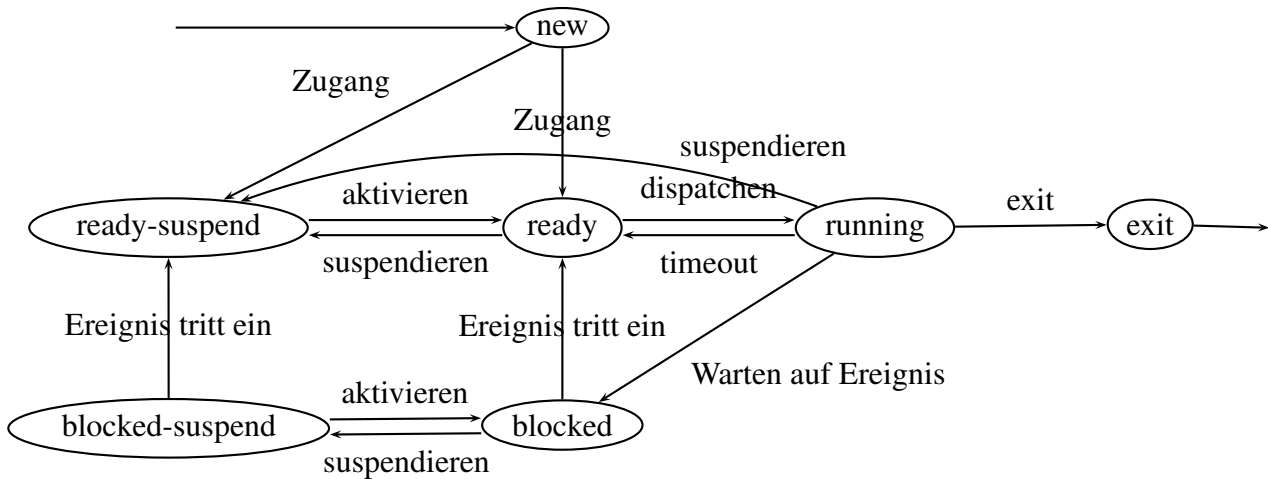 new
Zugang
Zugang
suspendieren
aktivieren
dispatchen
exit
ready-suspend
ready
running
exit
suspendieren
timeout
Ereignis tritt ein
Ereignis tritt ein
Warten auf Ereignis
aktivieren
blocked-suspend
blocked
suspendieren